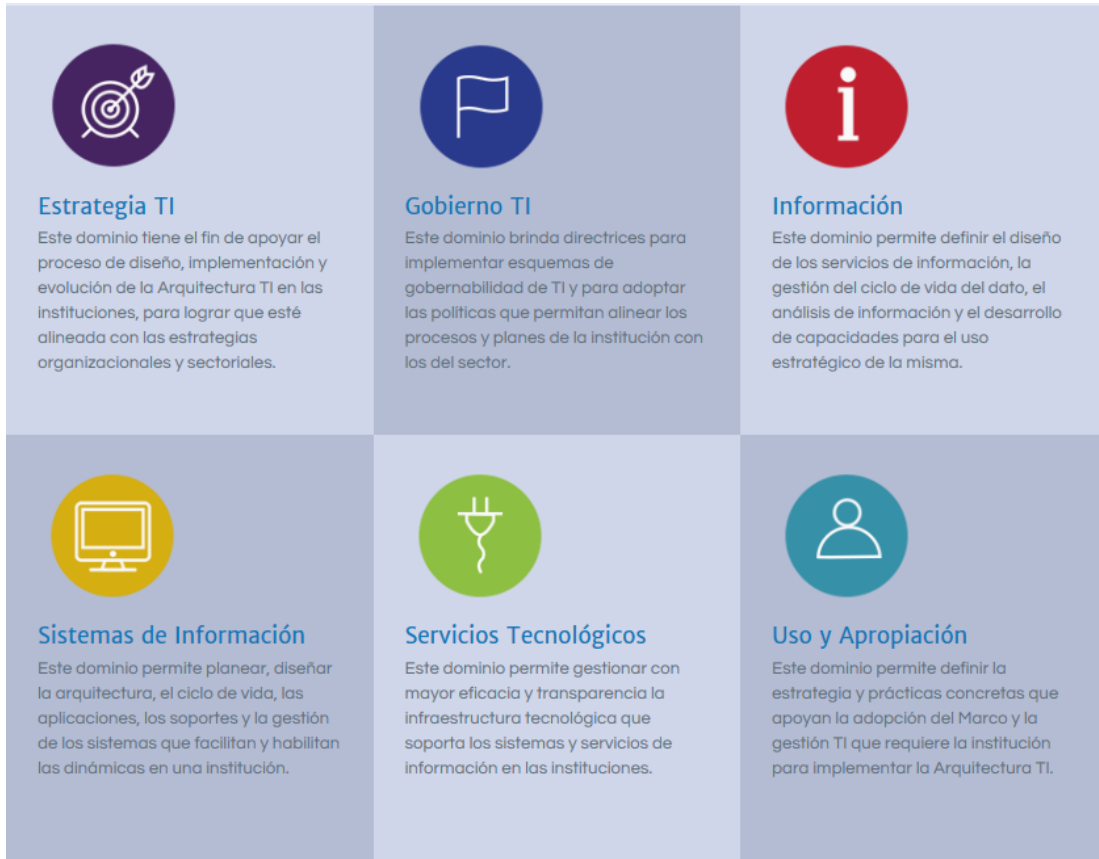 Estrategia TI
Este dominio tiene el fin de apoyar el
proceso de diseño, implementación y
evolución de la Arquitectura TI en las
instituciones, para lograr que esté
alineada con las estrategias
organizacionales y sectoriales.
Gobierno TI
Este dominio brinda directrices para
implementar esquemas de
gobernabilidad de TI y para adoptar
las políticas que permitan alinear los
procesos y planes de la institución con
los del sector.
i
Información
Este dominio permite definir el diseño
de los servicios de información, la
gestión del ciclo de vida del dato, el
análisis de información y el desarrollo
de capacidades para el uso
estratégico de la misma.
Sistemas de Información
Este dominio permite planear, diseñar
la arquitectura, el ciclo de vida, las
aplicaciones, los soportes y la gestión
de los sistemas que facilitan y habilitan
las dinámicas en una institución.
Servicios Tecnológicos
Este dominio permite gestionar con
mayor eficacia y transparencia la
infraestructura tecnológica que
soporta los sistemas y servicios de
información en las instituciones.
Uso y Apropiación
Este dominio permite definir la
estrategia y prácticas concretas que
apoyan la adopción del Marco y la
gestión TI que requiere la institución
para implementar la Arquitectura TI.